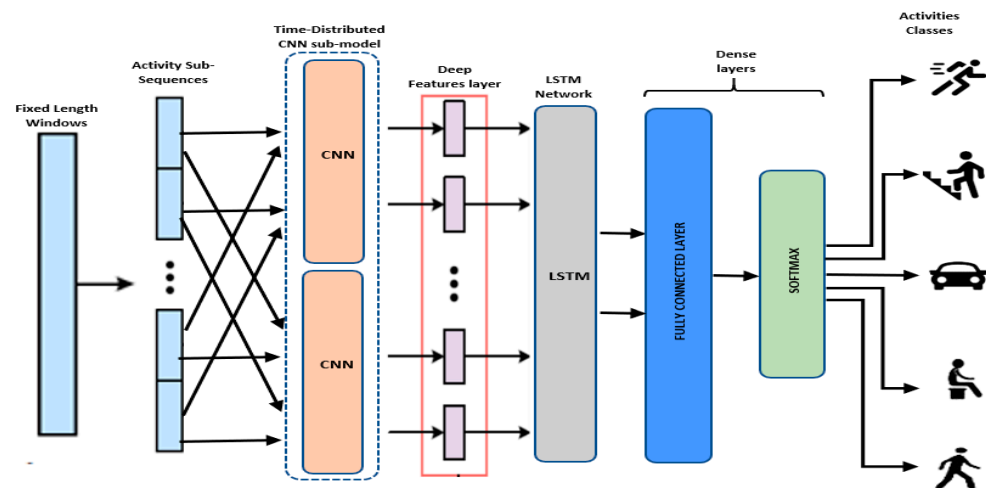 Fixed Length
Windows
Activity Sub-
Sequences
Time-Distributed
CNN sub-model
CNN
CNN
Deep
Features layer
LSTM
Network
LSTM
Dense
layers
FULLY CONNECTED LAYER
SOFTMAX
Activities
Classes